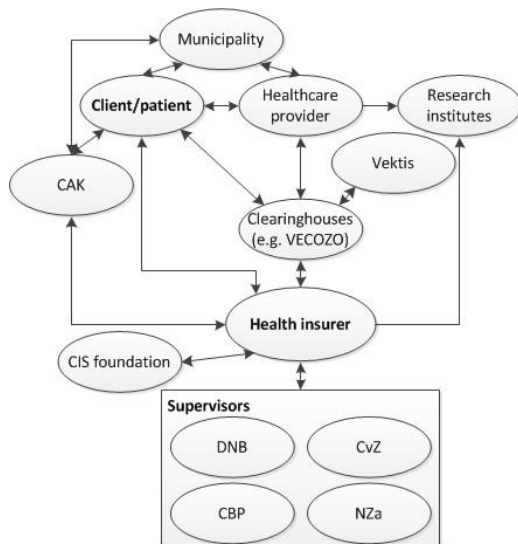 Municipality
Client/patient
Healthcare
provider
Research
institutes
Vektis
CAK
Clearinghouses
(e.g. VECOZO)
Health insurer
CIS foundation
Supervisors
DNB
CvZ
CBP
NZa